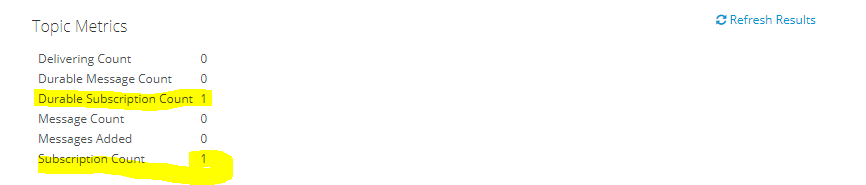 Topic Metrics
Refresh Results
Delivering Count 0
Durable Message Count 0
Durable Subscription Count 1
Message Count 0
Messages Added 0
Subscription Count 1